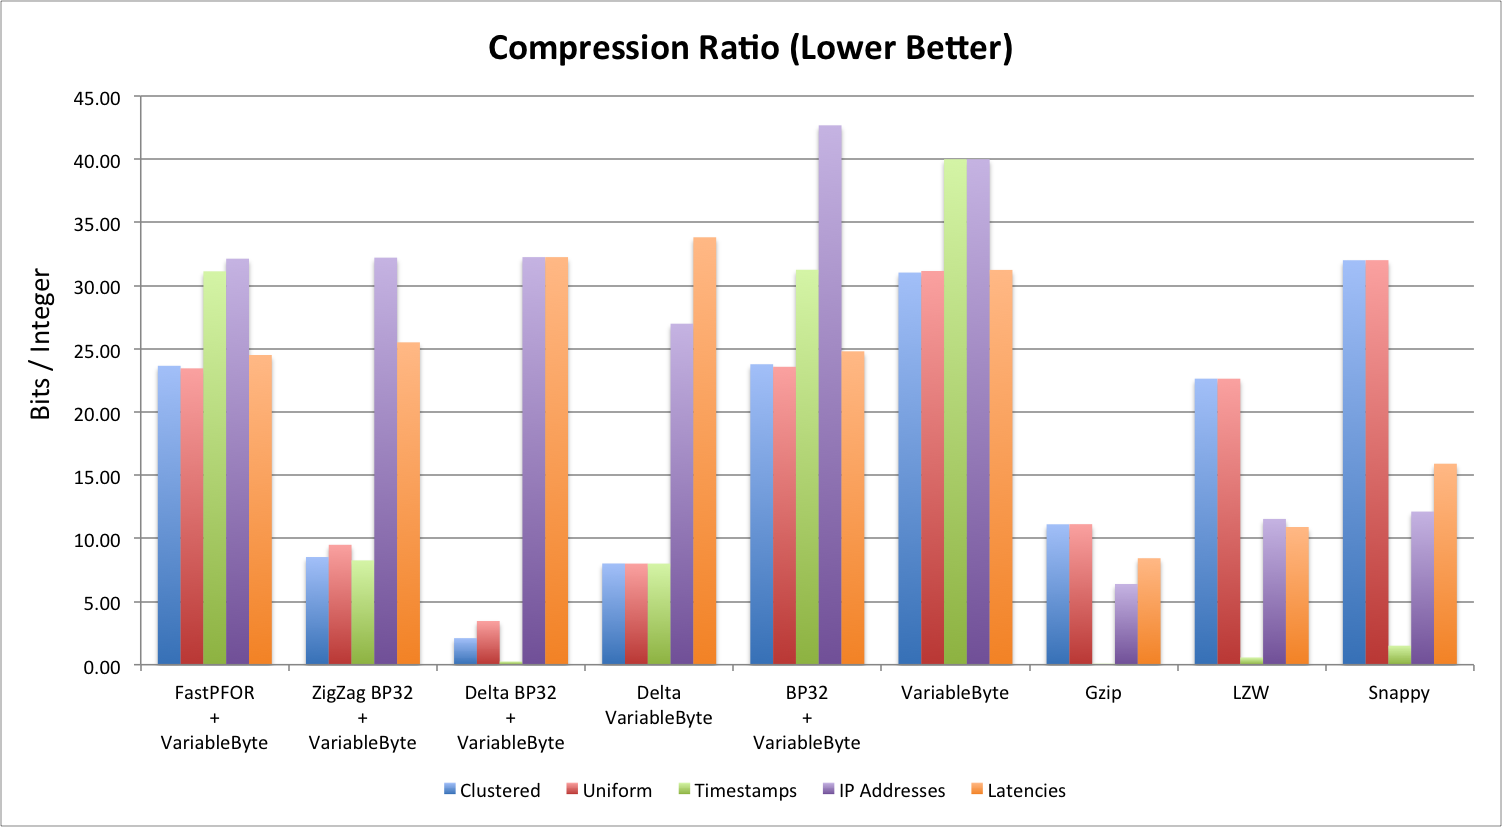 Compression Ratio (Lower Better)
Bits / Integer
45.00
40.00
35.00
30.00
25.00
20.00
15.00
10.00
5.00
0.00
FastPFOR
+
VariableByte
ZigZag BP32
+
VariableByte
Delta BP32
+
VariableByte
Delta
VariableByte
BP32
+
VariableByte
VariableByte
Gzip
LZW
Snappy
Clustered
Uniform
Timestamps
IP Addresses
Latencies